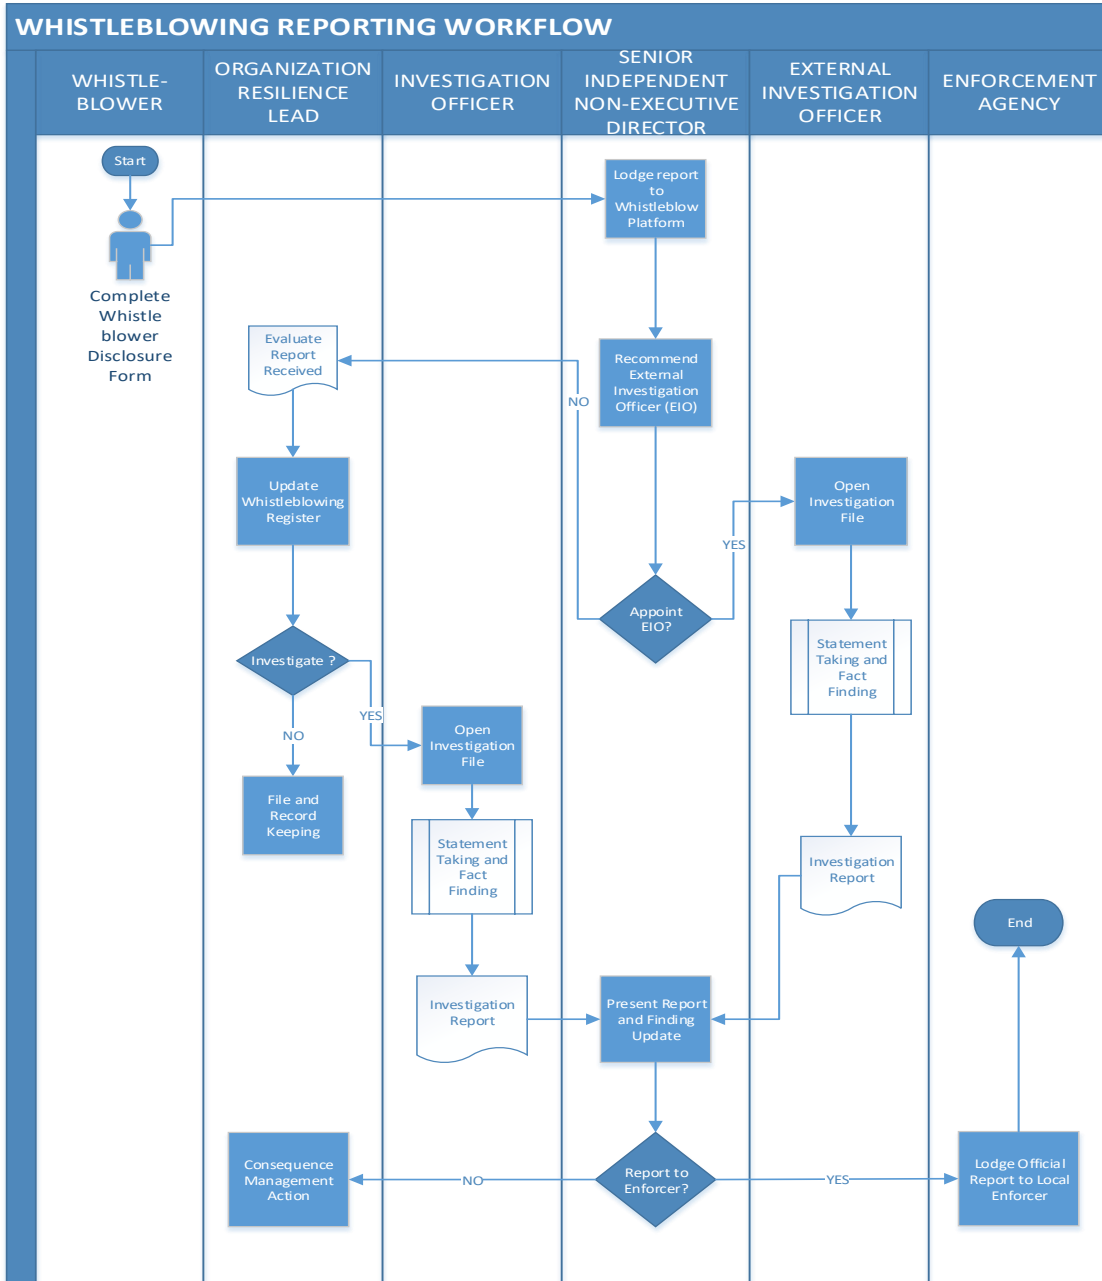 WHISTLEBLOWING REPORTING WORKFLOW
WHISTLE-
BLOWER
ORGANIZATION
RESILIENCE
LEAD
INVESTIGATION
OFFICER
SENIOR
INDEPENDENT
NON-EXECUTIVE
DIRECTOR
EXTERNAL
INVESTIGATION
OFFICER
ENFORCEMENT
AGENCY
Start
Complete
Whistle
blower
Disclosure
Form
Lodge report
to
Whistleblow
Platform
Evaluate
Report
Received
NO
Recommend
External
Investigation
Officer (EIO)
Update
Whistleblowing
Register
Open
Investigation
File
YES
Appoint
EIO?
Investigate ?
Statement
Taking and
Fact
Finding
YES
NO
Open
Investigation
File
File and
Record
Keeping
Statement
Taking and
Fact
Finding
Investigation
Report
End
Investigation
Report
Present Report
and Finding
Update
Consequence
Management
Action
NO
Report to
Enforcer?
YES
Lodge Official
Report to Local
Enforcer